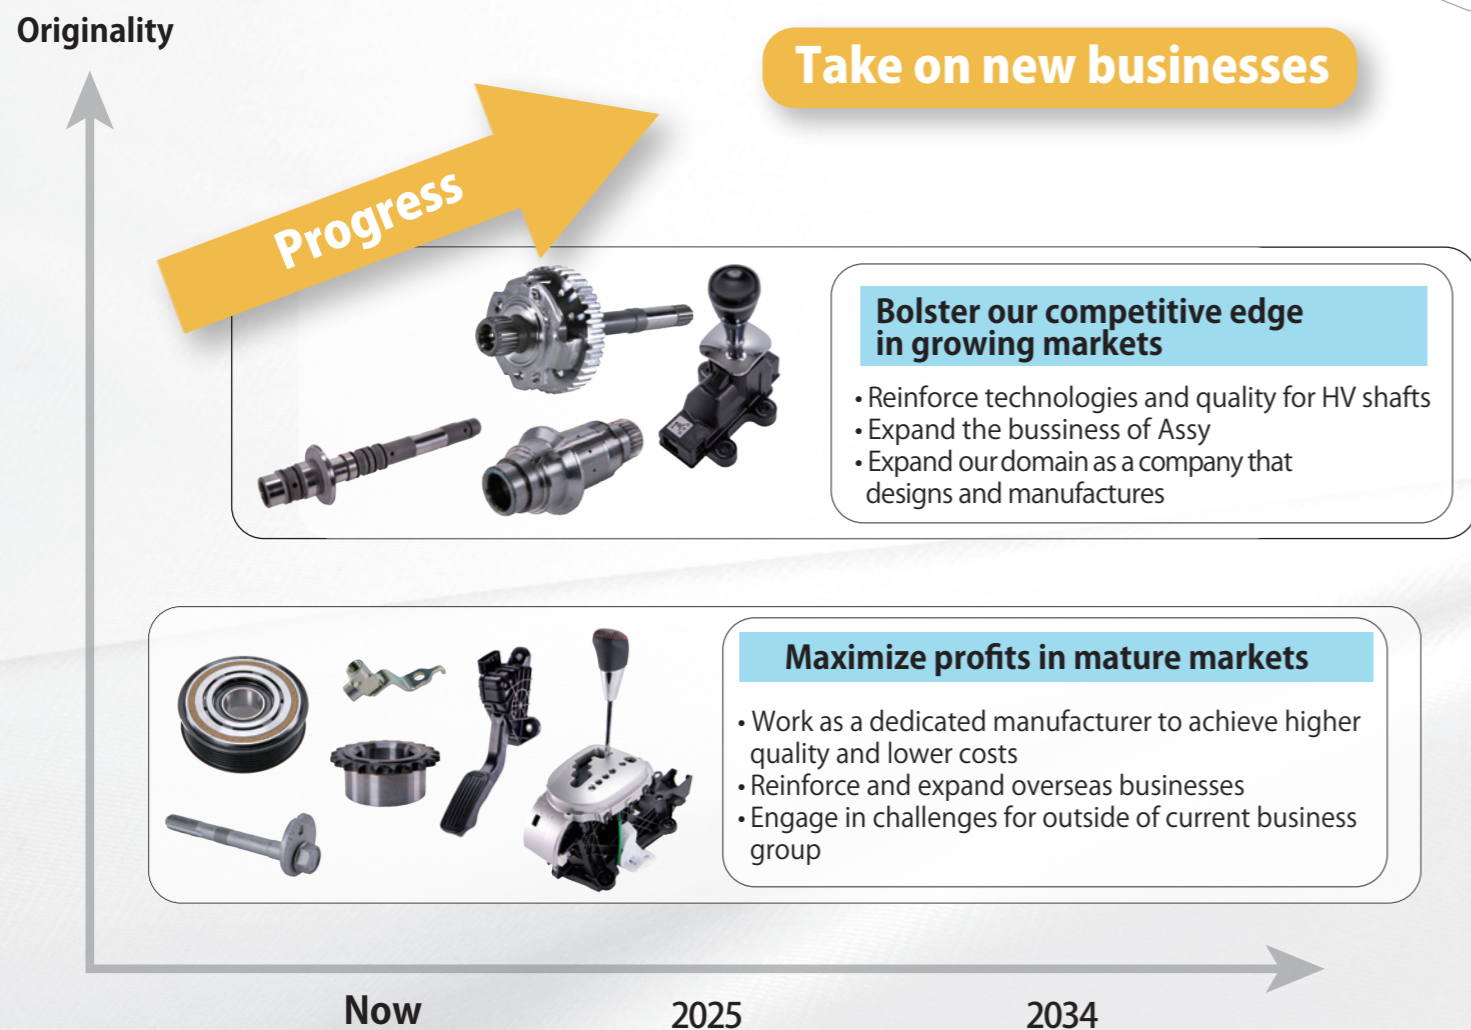 Originality
Take on new businesses
Progress
Bolster our competitive edge
in growing markets
• Reinforce technologies and quality for HV shafts
• Expand the bussiness of Assy
• Expand our domain as a company that
designs and manufactures
Maximize profits in mature markets
• Work as a dedicated manufacturer to achieve higher
quality and lower costs
• Reinforce and expand overseas businesses
• Engage in challenges for outside of current business
group
Now
2025
2034